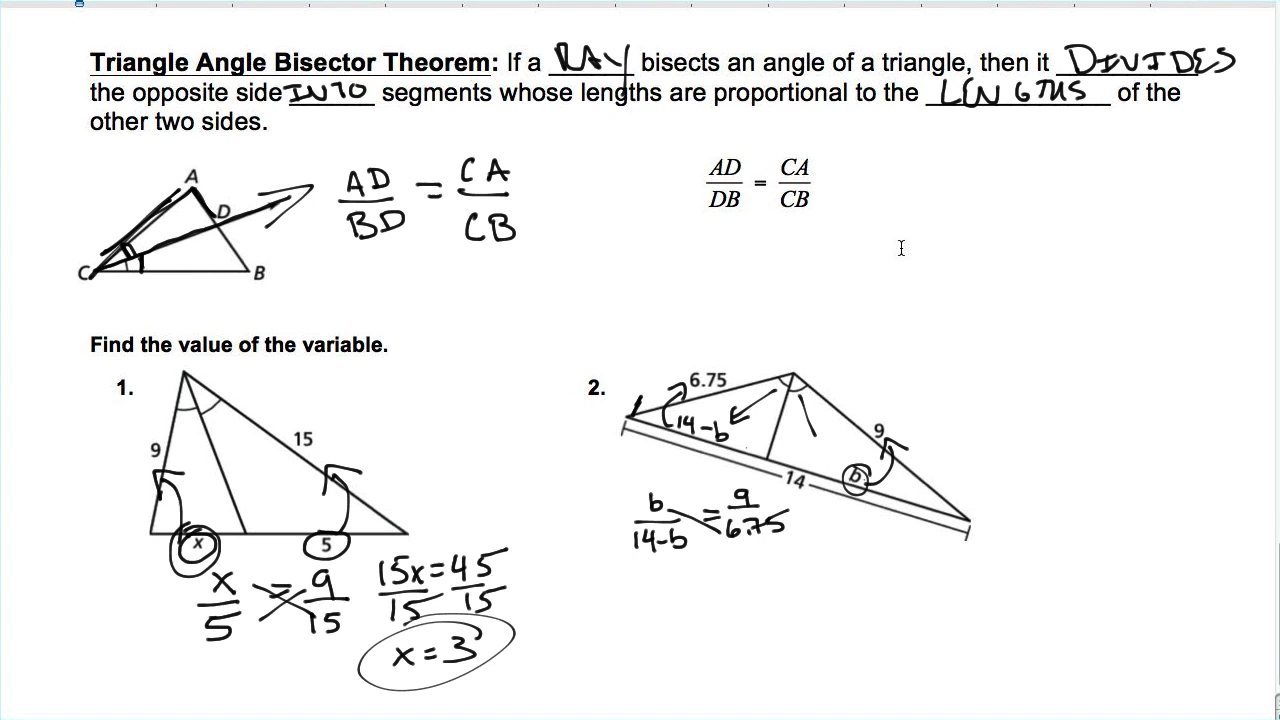 Triangle Angle Bisector Theorem: If a RAY bisects an angle of a triangle, then it DIVIDES
the opposite side INTO segments whose lengths are proportional to the LENGTHS of the
other two sides.
A
D
C
B
AD/BD = CA/CB
AD/DB = CA/CB
Find the value of the variable.
1.
9
15
x
5
x/5 = 9/15
15x = 45
15 15
x = 3
2.
6.75
14-b
9
14
b
b/14-b = 9/6.75